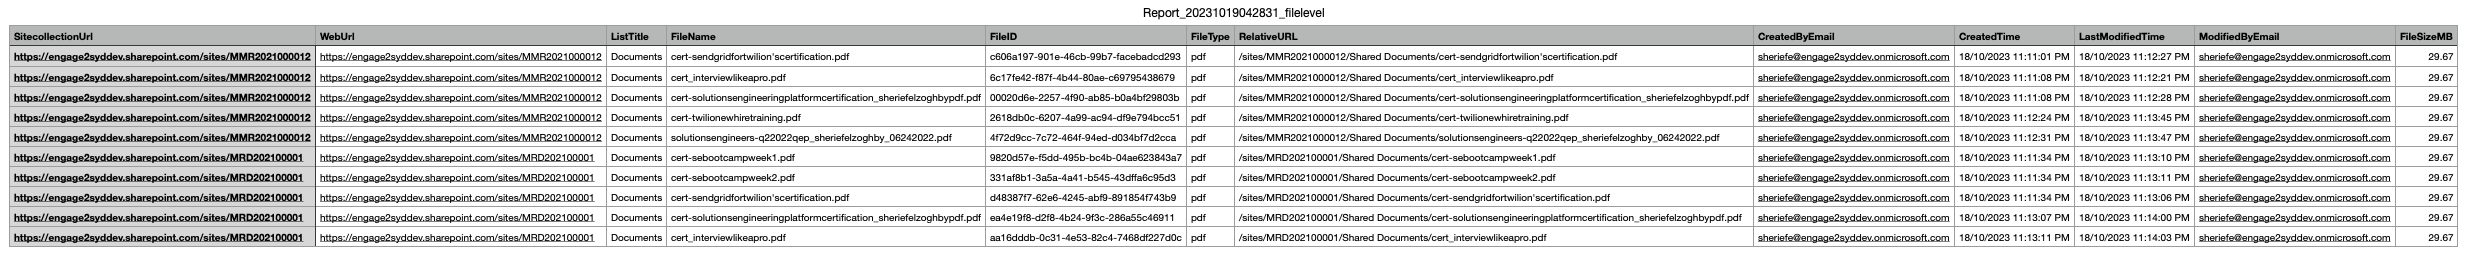 Report_20231019042831_filelevel
SitecollectionUrl WebUrl ListTitle FileName FileID FileType RelativeURL CreatedByEmail CreatedTime LastModifiedTime ModifiedByEmail FileSizeMB
https://engage2syddev.sharepoint.com/sites/MMR2021000012 https://engage2syddev.sharepoint.com/sites/MMR2021000012 Documents cert-sendgridfortwilion'scertification.pdf c606a197-901e-46cb-99b7-facebadcd293 pdf /sites/MMR2021000012/Shared Documents/cert-sendgridfortwilion'scertification.pdf sheriefe@engage2syddev.onmicrosoft.com 18/10/2023 11:11:01 PM 18/10/2023 11:12:27 PM sheriefe@engage2syddev.onmicrosoft.com 29.67
https://engage2syddev.sharepoint.com/sites/MMR2021000012 https://engage2syddev.sharepoint.com/sites/MMR2021000012 Documents cert_interviewlikeapro.pdf 6c17fe42-f87f-4b44-80ae-c69795438679 pdf /sites/MMR2021000012/Shared Documents/cert_interviewlikeapro.pdf sheriefe@engage2syddev.onmicrosoft.com 18/10/2023 11:11:08 PM 18/10/2023 11:12:21 PM sheriefe@engage2syddev.onmicrosoft.com 29.67
https://engage2syddev.sharepoint.com/sites/MMR2021000012 https://engage2syddev.sharepoint.com/sites/MMR2021000012 Documents cert-solutionsengineeringplatformcertification_sheriefelzoghbypdf.pdf 00020d6e-2257-4f90-ab85-b0a4bf29803b pdf /sites/MMR2021000012/Shared Documents/cert-solutionsengineeringplatformcertification_sheriefelzoghbypdf.pdf sheriefe@engage2syddev.onmicrosoft.com 18/10/2023 11:11:08 PM 18/10/2023 11:12:28 PM sheriefe@engage2syddev.onmicrosoft.com 29.67
https://engage2syddev.sharepoint.com/sites/MMR2021000012 https://engage2syddev.sharepoint.com/sites/MMR2021000012 Documents cert-twilionewhiretraining.pdf 2618db0c-6207-4a99-ac94-df9e794bcc51 pdf /sites/MMR2021000012/Shared Documents/cert-twilionewhiretraining.pdf sheriefe@engage2syddev.onmicrosoft.com 18/10/2023 11:12:24 PM 18/10/2023 11:13:45 PM sheriefe@engage2syddev.onmicrosoft.com 29.67
https://engage2syddev.sharepoint.com/sites/MMR2021000012 https://engage2syddev.sharepoint.com/sites/MMR2021000012 Documents solutionsengineers-q22022qep_sheriefelzoghby_06242022.pdf 4f72d9cc-7c72-464f-94ed-d034bf7d2cca pdf /sites/MMR2021000012/Shared Documents/solutionsengineers-q22022qep_sheriefelzoghby_06242022.pdf sheriefe@engage2syddev.onmicrosoft.com 18/10/2023 11:12:31 PM 18/10/2023 11:13:47 PM sheriefe@engage2syddev.onmicrosoft.com 29.67
https://engage2syddev.sharepoint.com/sites/MRD202100001 https://engage2syddev.sharepoint.com/sites/MRD202100001 Documents cert-sebootcampweek1.pdf 9820d57e-f5dd-495b-bc4b-04ae623843a7 pdf /sites/MRD202100001/Shared Documents/cert-sebootcampweek1.pdf sheriefe@engage2syddev.onmicrosoft.com 18/10/2023 11:11:34 PM 18/10/2023 11:13:10 PM sheriefe@engage2syddev.onmicrosoft.com 29.67
https://engage2syddev.sharepoint.com/sites/MRD202100001 https://engage2syddev.sharepoint.com/sites/MRD202100001 Documents cert-sebootcampweek2.pdf 331af8b1-3a5a-4a41-b545-43dffa6c95d3 pdf /sites/MRD202100001/Shared Documents/cert-sebootcampweek2.pdf sheriefe@engage2syddev.onmicrosoft.com 18/10/2023 11:11:34 PM 18/10/2023 11:13:11 PM sheriefe@engage2syddev.onmicrosoft.com 29.67
https://engage2syddev.sharepoint.com/sites/MRD202100001 https://engage2syddev.sharepoint.com/sites/MRD202100001 Documents cert-sendgridfortwilion'scertification.pdf d48387f7-62e6-4245-abf9-891854f743b9 pdf /sites/MRD202100001/Shared Documents/cert-sendgridfortwilion'scertification.pdf sheriefe@engage2syddev.onmicrosoft.com 18/10/2023 11:11:34 PM 18/10/2023 11:13:06 PM sheriefe@engage2syddev.onmicrosoft.com 29.67
https://engage2syddev.sharepoint.com/sites/MRD202100001 https://engage2syddev.sharepoint.com/sites/MRD202100001 Documents cert-solutionsengineeringplatformcertification_sheriefelzoghbypdf.pdf ea4e19f8-d2f8-4b24-9f3c-286a55c46911 pdf /sites/MRD202100001/Shared Documents/cert-solutionsengineeringplatformcertification_sheriefelzoghbypdf.pdf sheriefe@engage2syddev.onmicrosoft.com 18/10/2023 11:13:07 PM 18/10/2023 11:14:00 PM sheriefe@engage2syddev.onmicrosoft.com 29.67
https://engage2syddev.sharepoint.com/sites/MRD202100001 https://engage2syddev.sharepoint.com/sites/MRD202100001 Documents cert_interviewlikeapro.pdf aa16dddb-0c31-4e53-82c4-7468df227d0c pdf /sites/MRD202100001/Shared Documents/cert_interviewlikeapro.pdf sheriefe@engage2syddev.onmicrosoft.com 18/10/2023 11:13:11 PM 18/10/2023 11:14:03 PM sheriefe@engage2syddev.onmicrosoft.com 29.67